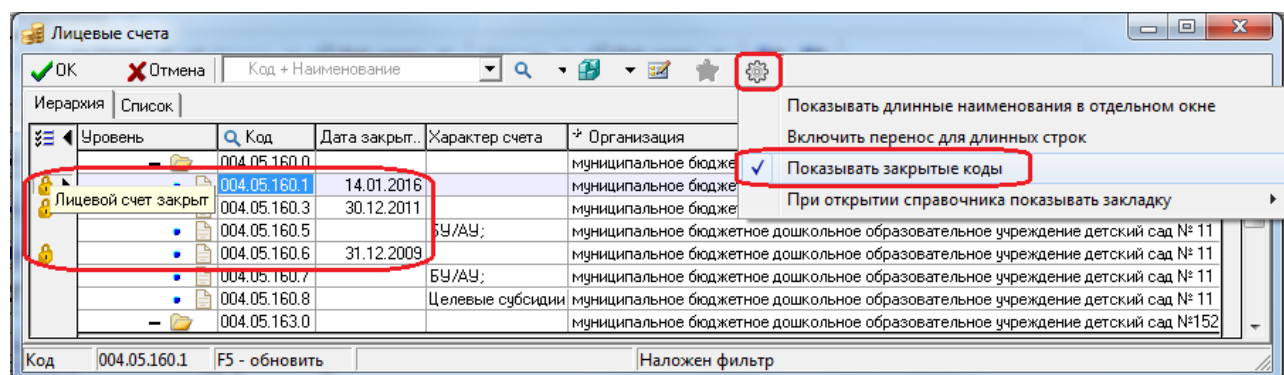 Лицевые счета
OK Отмена Код + Наименование
Иерархия Список
Показывать длинные наименования в отдельном окне
Включить перенос для длинных строк
Показывать закрытые коды
При открытии справочника показывать закладку
Уровень Код Дата закрыт.. Характер счета Организация
004.05.160.0 муниципальное бюдже
004.05.160.1 14.01.2016 муниципальное бюдже
Лицевой счет закрыт
004.05.160.3 30.12.2011 муниципальное бюдже
004.05.160.5 БУ/АУ; муниципальное бюджетное дошкольное образовательное учреждение детский сад № 11
004.05.160.6 31.12.2009 муниципальное бюджетное дошкольное образовательное учреждение детский сад № 11
004.05.160.7 БУ/АУ; муниципальное бюджетное дошкольное образовательное учреждение детский сад № 11
004.05.160.8 Целевые субсидии муниципальное бюджетное дошкольное образовательное учреждение детский сад № 11
004.05.163.0 муниципальное бюджетное дошкольное образовательное учреждение детский сад №152
Код 004.05.160.1 F5 - обновить Наложен фильтр